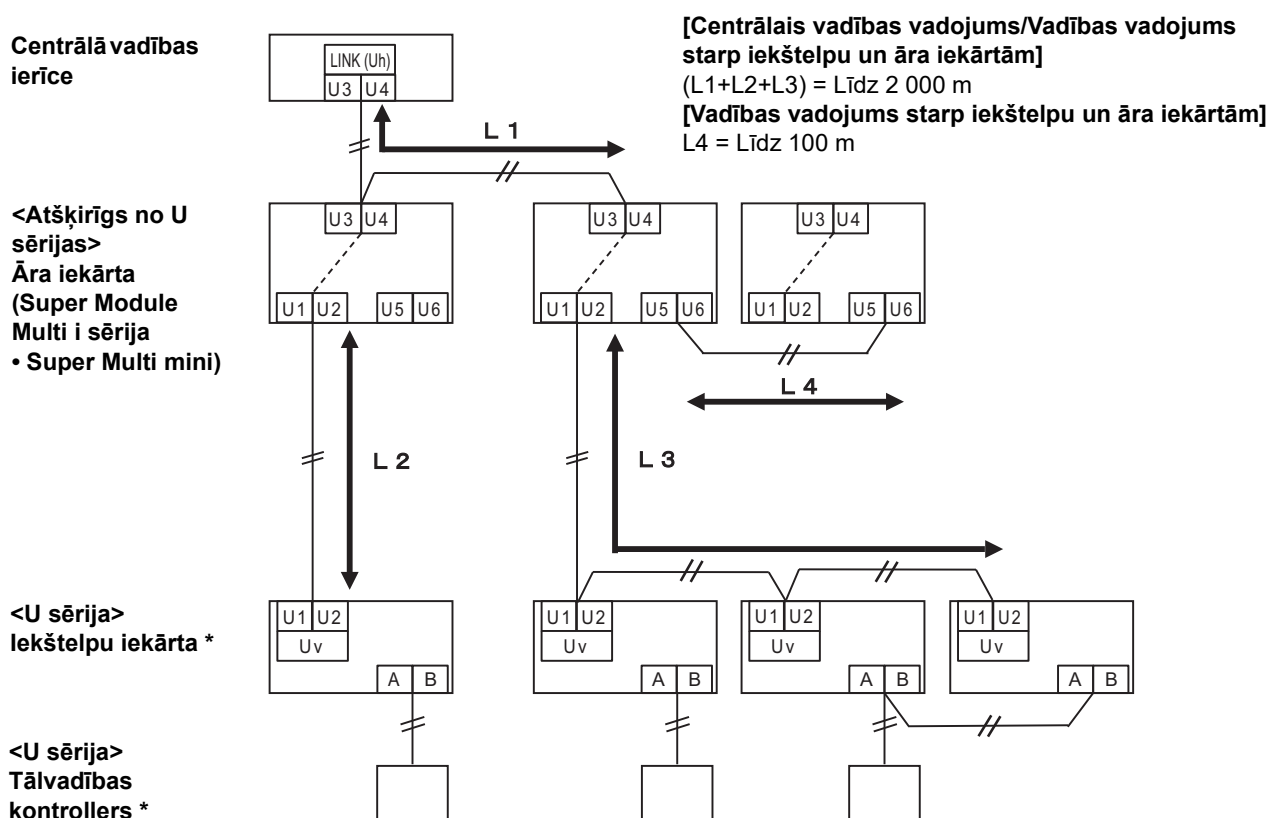 Centrālā vadības
ierīce
LINK (Uh)
U3 U4
[Centrālais vadības vadojums/Vadības vadojums
starp iekštelpu un āra iekārtām]
(L1+L2+L3) = Līdz 2 000 m
[Vadības vadojums starp iekštelpu un āra iekārtām]
L4 = Līdz 100 m
L 1
<Atšķirīgs no U
sērijas>
Āra iekārta
(Super Module
Multi i sērija
• Super Multi mini)
U3 U4
U3 U4
U3 U4
U1 U2
U5 U6
U1 U2
U5 U6
U1 U2
U5 U6
L 4
L 2
L 3
<U sērija>
Iekštelpu iekārta *
U1 U2
Uv
A B
U1 U2
Uv
A B
U1 U2
Uv
A B
U1 U2
Uv
A B
<U sērija>
Tālvadības
kontrollers *